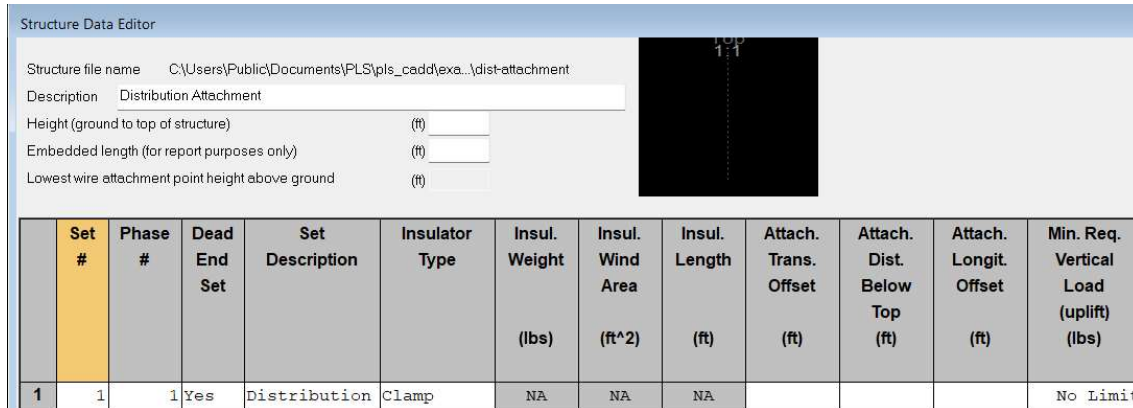 Structure Data Editor
Top
1:1
Structure file name C:\Users\Public\Documents\PLS\pls_cadd\exa...\dist-attachment
Description Distribution Attachment
Height (ground to top of structure) (ft)
Embedded length (for report purposes only) (ft)
Lowest wire attachment point height above ground (ft)
Set # Phase # Dead End Set Set Description Insulator Type Insul. Weight (lbs) Insul. Wind Area (ft^2) Insul. Length (ft) Attach. Trans. Offset (ft) Attach. Dist. Below Top (ft) Attach. Longit. Offset (ft) Min. Req. Vertical Load (uplift) (lbs)
1 1 1 Yes Distribution Clamp NA NA NA No Limit